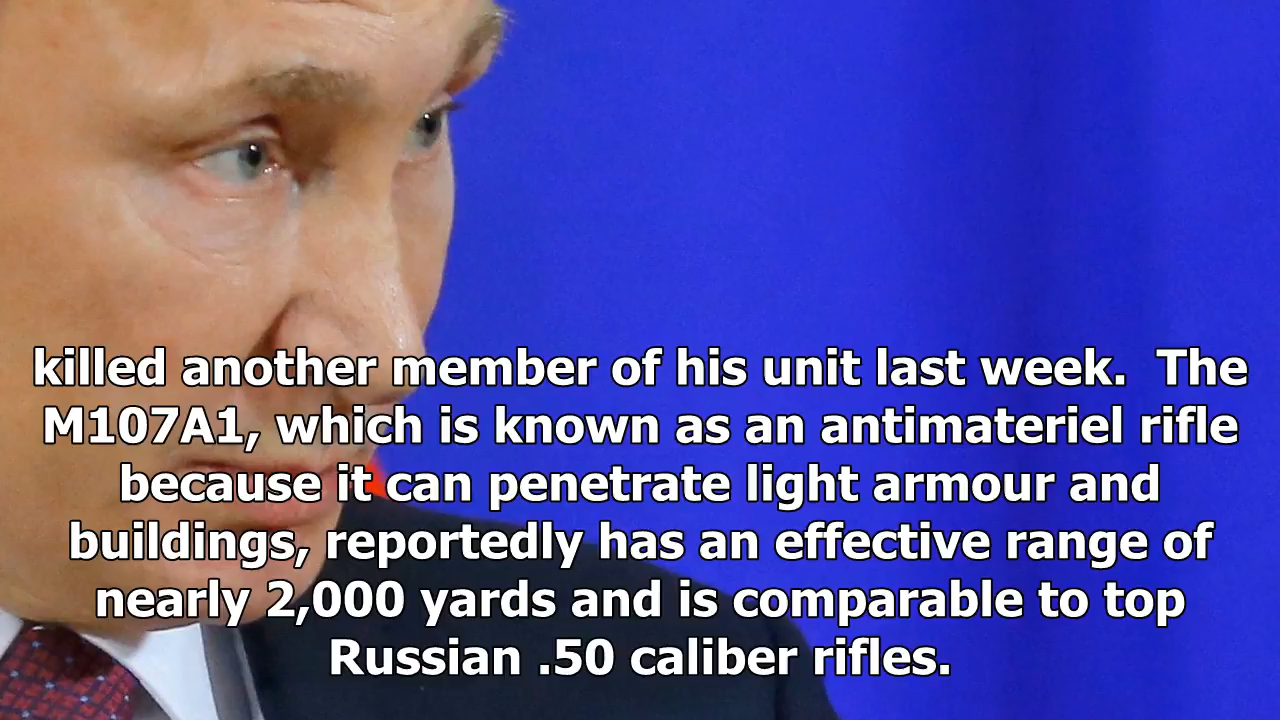 killed another member of his unit last week.  The
M107A1, which is known as an antimateriel rifle
because it can penetrate light armour and
buildings, reportedly has an effective range of
nearly 2,000 yards and is comparable to top
Russian .50 caliber rifles.